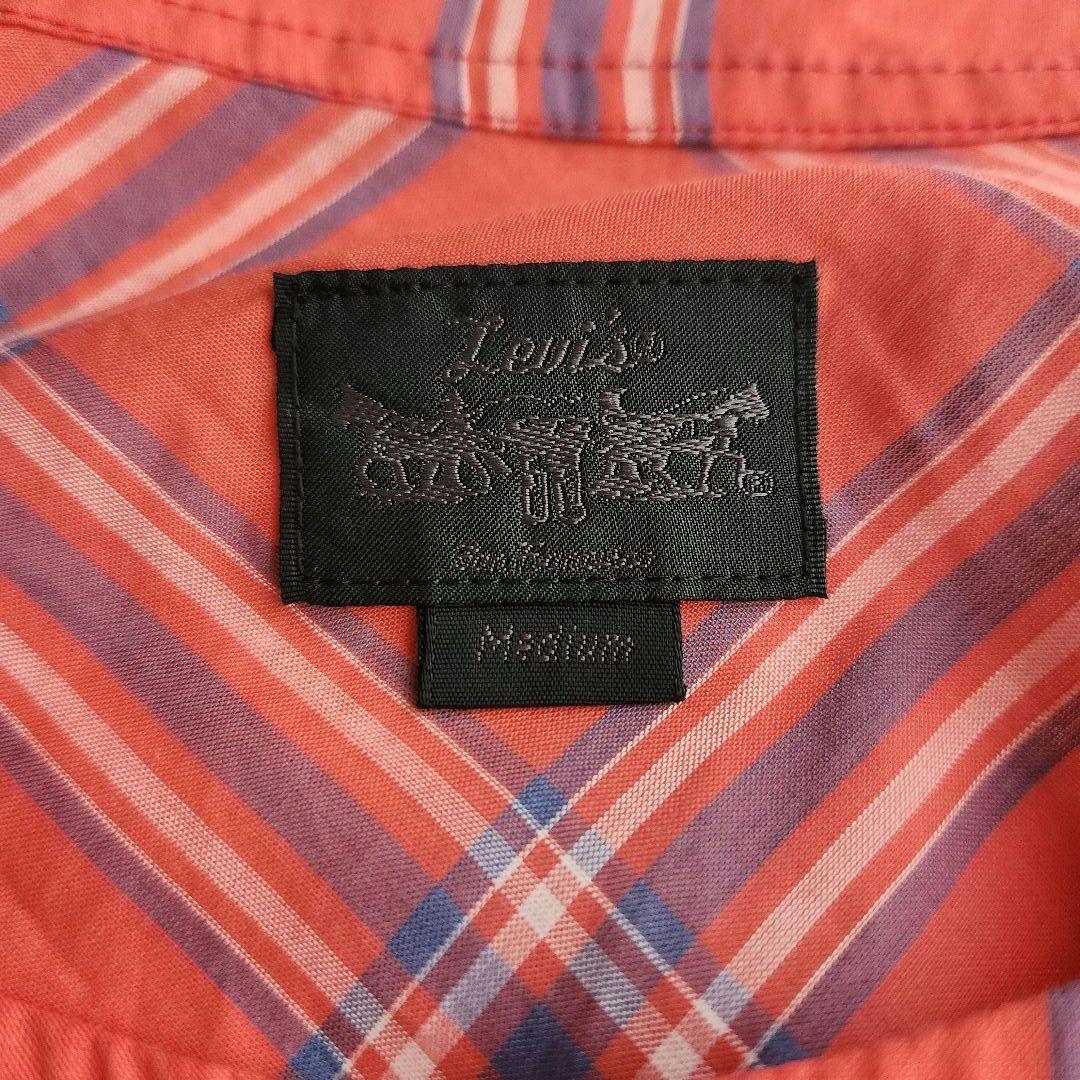 Levi's®
®
San Francisco
Medium